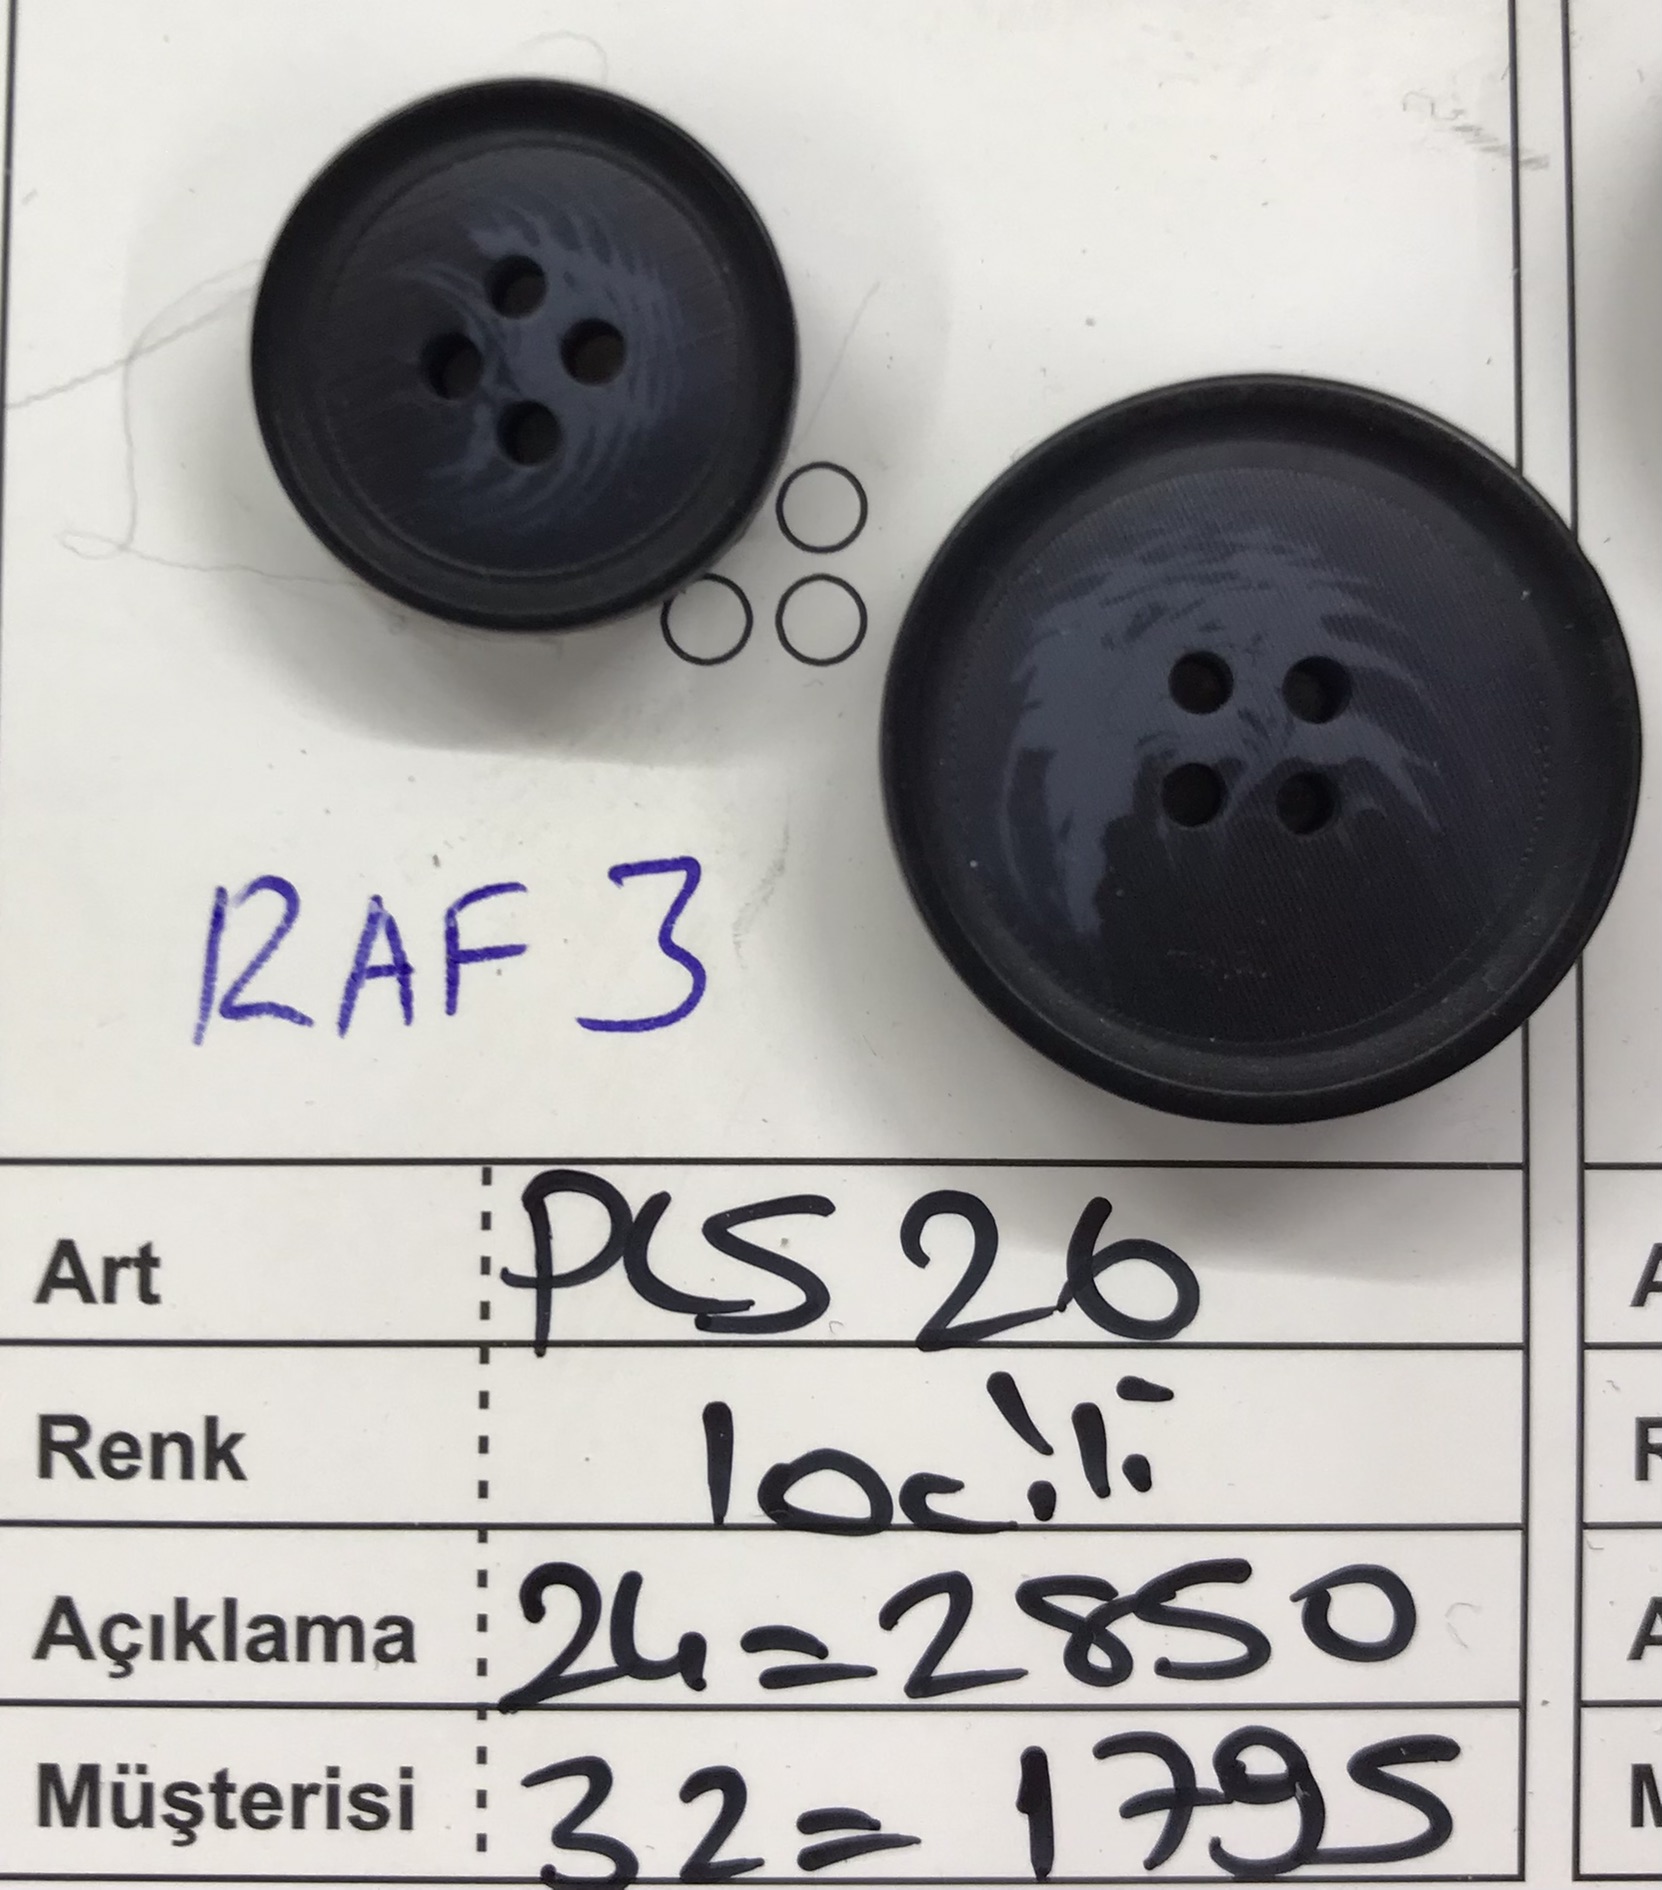 RAF 3
Art PCS 26
Renk
Açıklama 24=2850
Müşterisi 32=1795
A
R
A
M